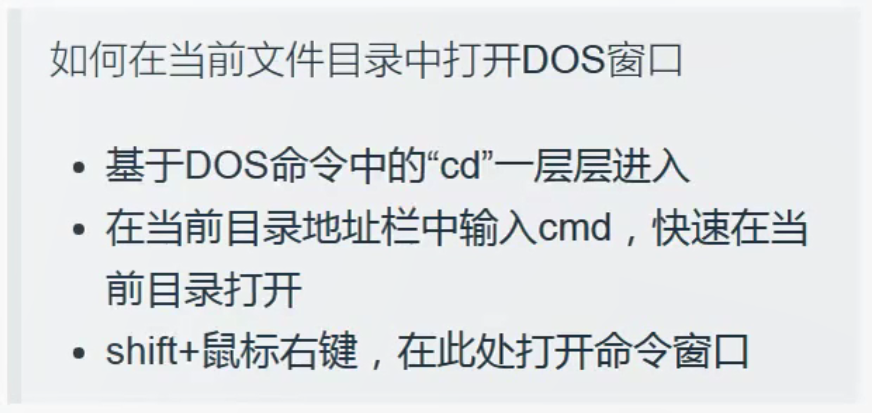 如何在当前文件目录中打开DOS窗口
• 基于DOS命令中的“cd”一层层进入
• 在当前目录地址栏中输入cmd，快速在当
前目录打开
• shift+鼠标右键，在此处打开命令窗口